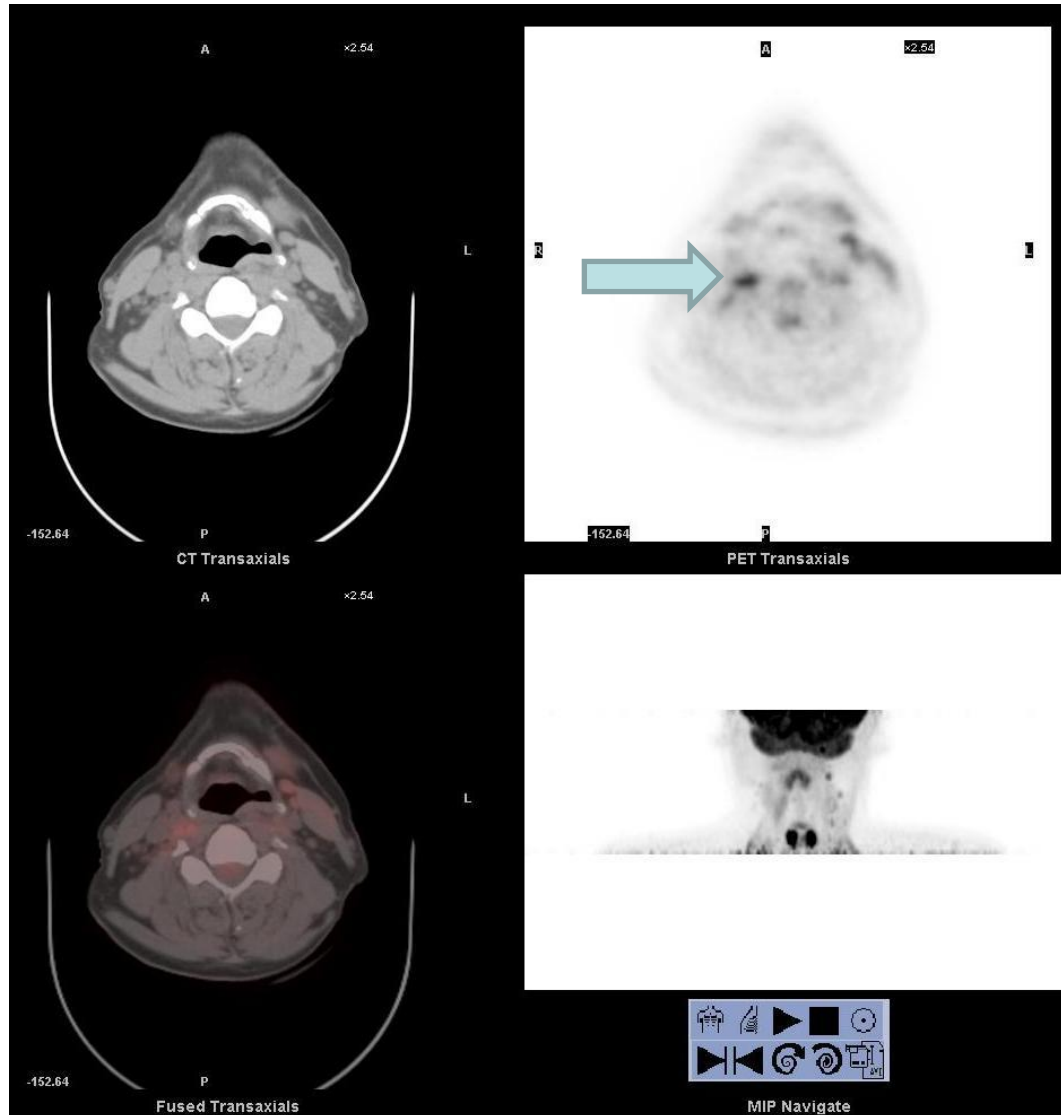 A
×2.54
L
-152.64
P
CT Transaxials
A
×2.54
R
L
-152.64
P
PET Transaxials
A
×2.54
L
-152.64
P
Fused Transaxials
AVI
MIP Navigate